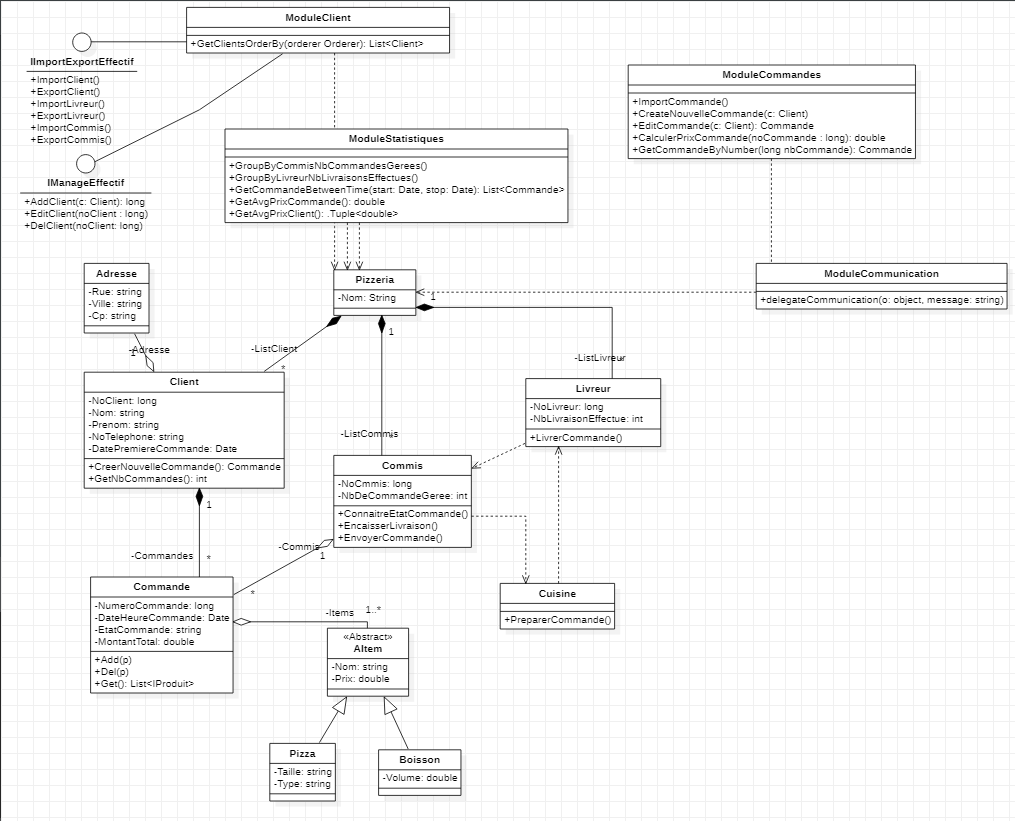 ModuleClient
+GetClientsOrderBy(orderer Orderer): List<Client>
IImportExportEffectif
+ImportClient()
+ExportClient()
+ImportLivreur()
+ExportLivreur()
+ImportCommis()
+ExportCommis()
IManageEffectif
+AddClient(c: Client): long
+EditClient(noClient : long)
+DelClient(noClient: long)
ModuleStatistiques
+GroupByCommisNbCommandesGerees()
+GroupByLivreurNbLivraisonsEffectues()
+GetCommandeBetweenTime(start: Date, stop: Date): List<Commande>
+GetAvgPrixCommande(): double
+GetAvgPrixClient(): .Tuple<double>
ModuleCommandes
+ImportCommande()
+CreateNouvelleCommande(c: Client)
+EditCommande(c: Client): Commande
+CalculerPrixCommande(noCommande : long): double
+GetCommandeByNumber(long nbCommande): Commande
ModuleCommunication
+delegateCommunication(o: object, message: string)
Pizzeria
-Nom: String
1
1
Adresse
-Rue: string
-Ville: string
-Cp: string
-Adresse
1
-ListClient
*
-ListLivreur
*
Client
-NoClient: long
-Nom: string
-Prenom: string
-NoTelephone: string
-DatePremiereCommande: Date
+CreerNouvelleCommande(): Commande
+GetNbCommandes(): int
Livreur
-NoLivreur: long
-NbLivraisonEffectue: int
+LivrerCommande()
-ListCommis
*
Commis
-NoCmmis: long
-NbDeCommandeGeree: int
+ConnaitreEtatCommande()
+EncaisserLivraison()
+EnvoyerCommande()
1
-Commandes
*
-Commis
1
*
Cuisine
+PreparerCommande()
Commande
-NumeroCommande: long
-DateHeureCommande: Date
-EtatCommande: string
-MontantTotal: double
+Add(p)
+Del(p)
+Get(): List<IProduit>
-Items
1..*
«Abstract»
AItem
-Nom: string
-Prix: double
Pizza
-Taille: string
-Type: string
Boisson
-Volume: double